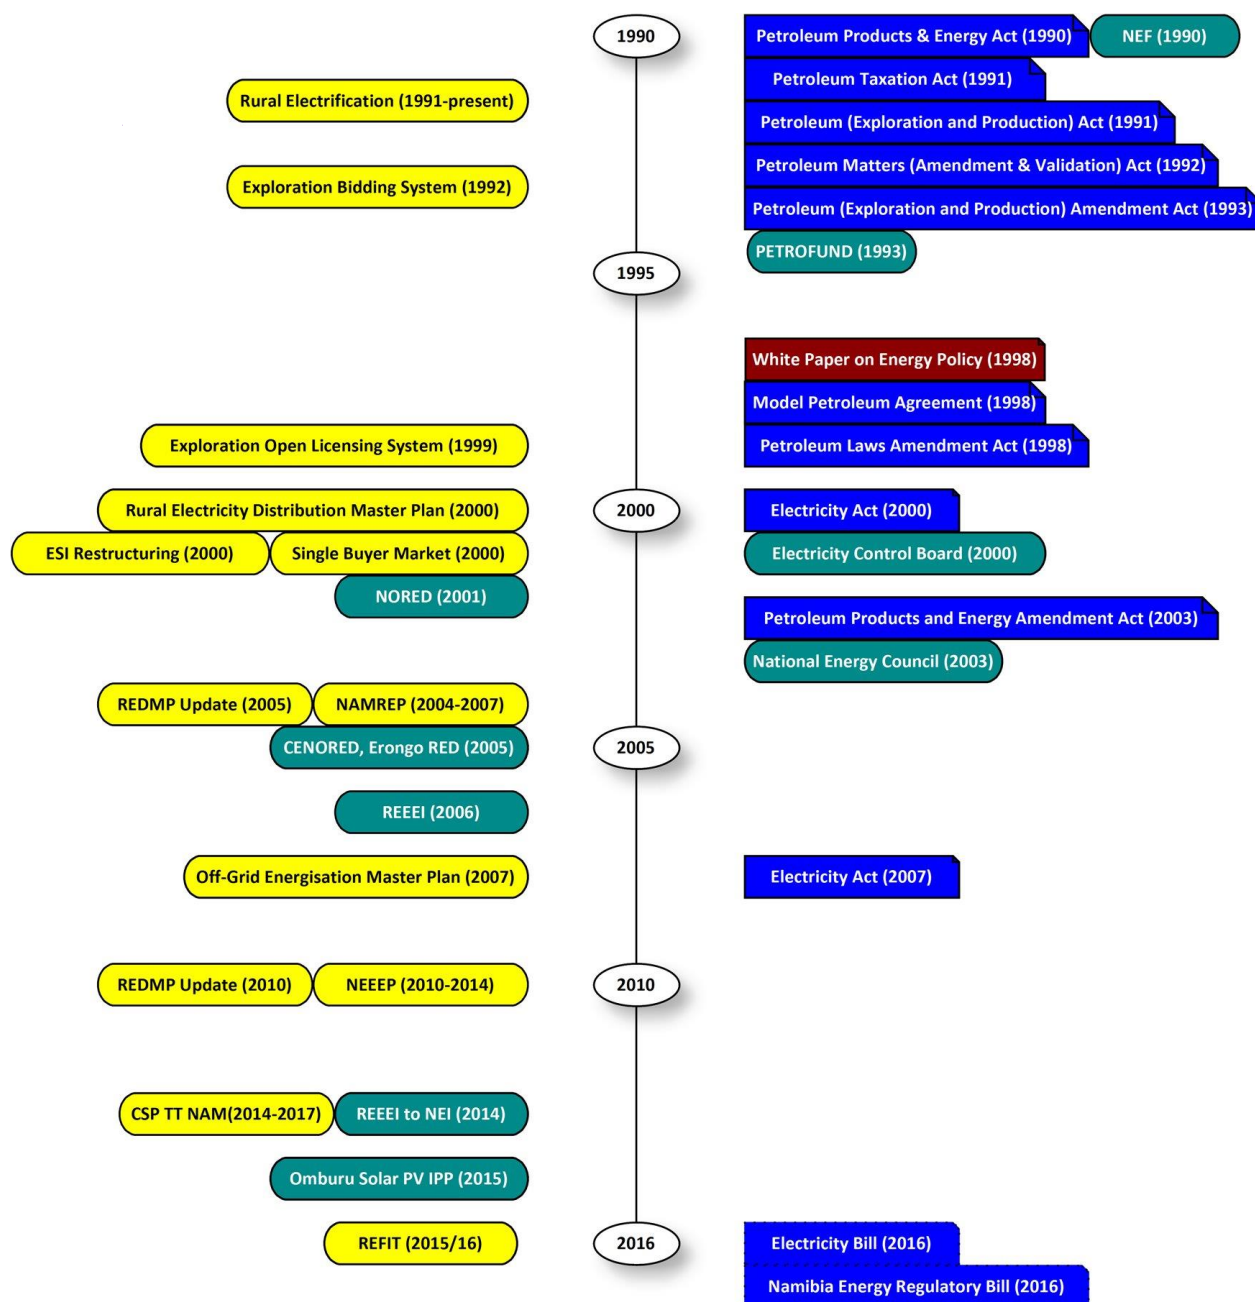 1990
Petroleum Products & Energy Act (1990)
NEF (1990)
Petroleum Taxation Act (1991)
Rural Electrification (1991-present)
Petroleum (Exploration and Production) Act (1991)
Petroleum Matters (Amendment & Validation) Act (1992)
Exploration Bidding System (1992)
Petroleum (Exploration and Production) Amendment Act (1993)
PETROFUND (1993)
1995
White Paper on Energy Policy (1998)
Model Petroleum Agreement (1998)
Exploration Open Licensing System (1999)
Petroleum Laws Amendment Act (1998)
Rural Electricity Distribution Master Plan (2000)
2000
Electricity Act (2000)
ESI Restructuring (2000)
Single Buyer Market (2000)
Electricity Control Board (2000)
NORED (2001)
Petroleum Products and Energy Amendment Act (2003)
National Energy Council (2003)
REDMP Update (2005)
NAMREP (2004-2007)
CENORED, Erongo RED (2005)
2005
REEEI (2006)
Off-Grid Energisation Master Plan (2007)
Electricity Act (2007)
REDMP Update (2010)
NEEEP (2010-2014)
2010
CSP TT NAM(2014-2017)
REEEI to NEI (2014)
Omburu Solar PV IPP (2015)
REFIT (2015/16)
2016
Electricity Bill (2016)
Namibia Energy Regulatory Bill (2016)